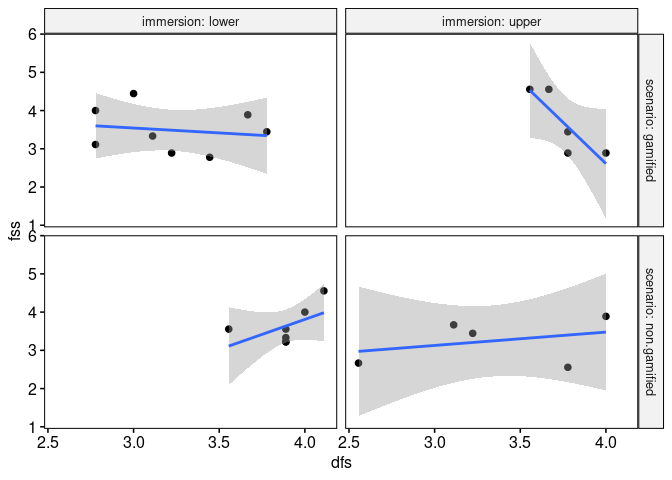 immersion: lower
immersion: upper
6
5
4
3
2
1
scenario: gamified
fss
6
5
4
3
2
1
scenario: non.gamified
2.5 3.0 3.5 4.0 2.5 3.0 3.5 4.0
dfs